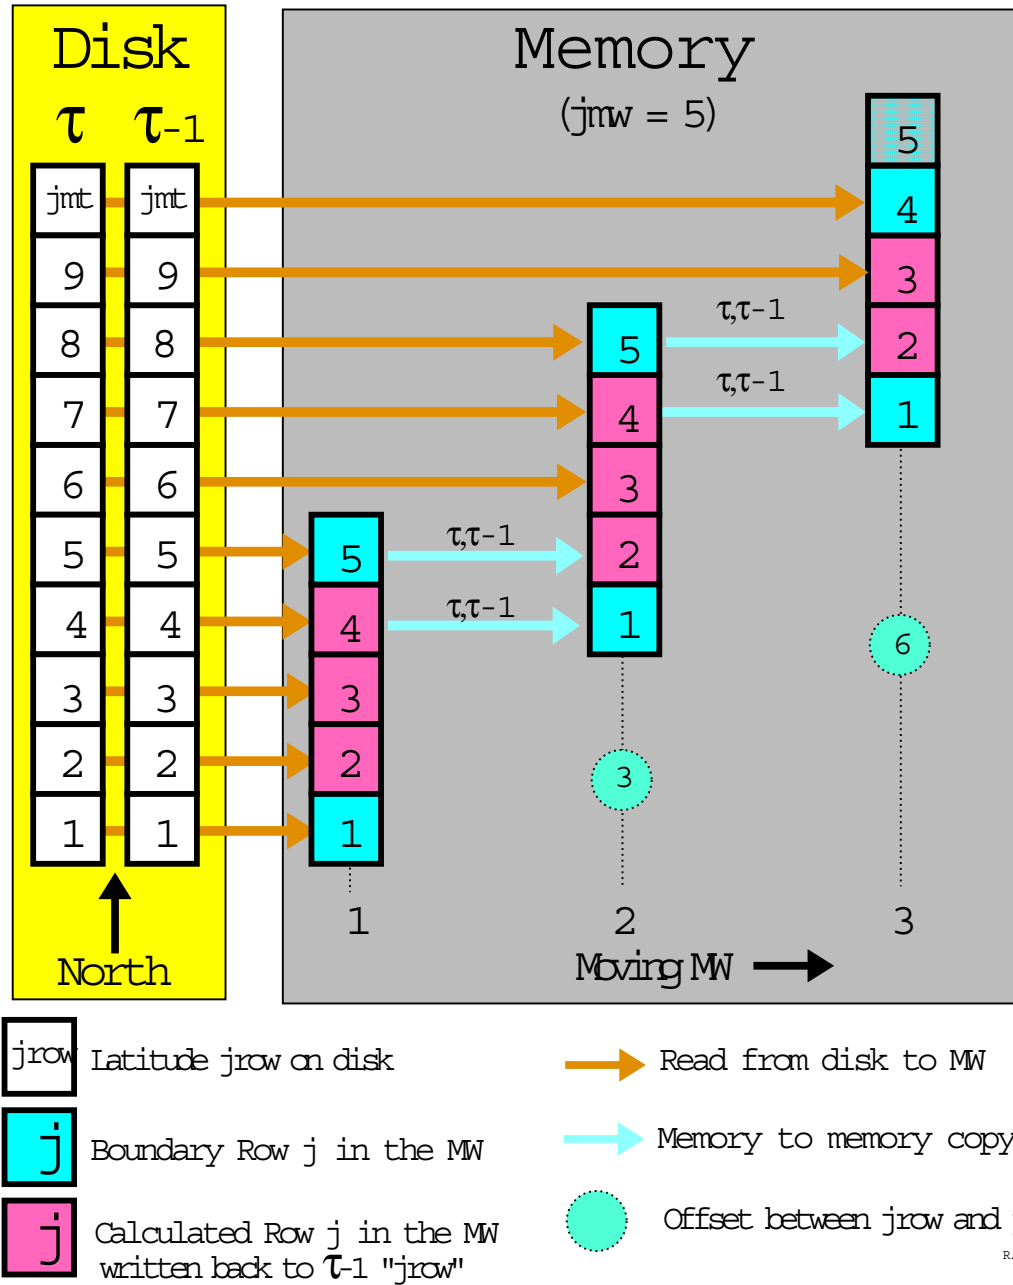 Disk
τ τ-1
Memory
(jmw = 5)
jmt jmt
9 9
8 8
7 7
6 6
5 5
4 4
3 3
2 2
1 1
North
5
4
3
2
1
1
τ,τ-1
τ,τ-1
5
4
3
2
1
3
2
τ,τ-1
τ,τ-1
5
4
3
2
1
6
3
Moving MW
jrow Latitude jrow on disk
j Boundary Row j in the MW
j Calculated Row j in the MW
written back to τ-1 "jrow"
Read from disk to MW
Memory to memory copy
Offset between jrow and
R.